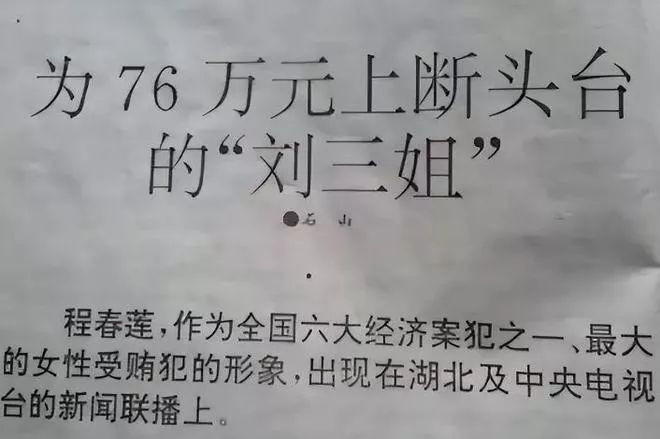 为76万元上断头台
的“刘三姐”
●石 山
程春莲,作为全国六大经济案犯之一、最大
的女性受贿犯的形象,出现在湖北及中央电视
台的新闻联播上。